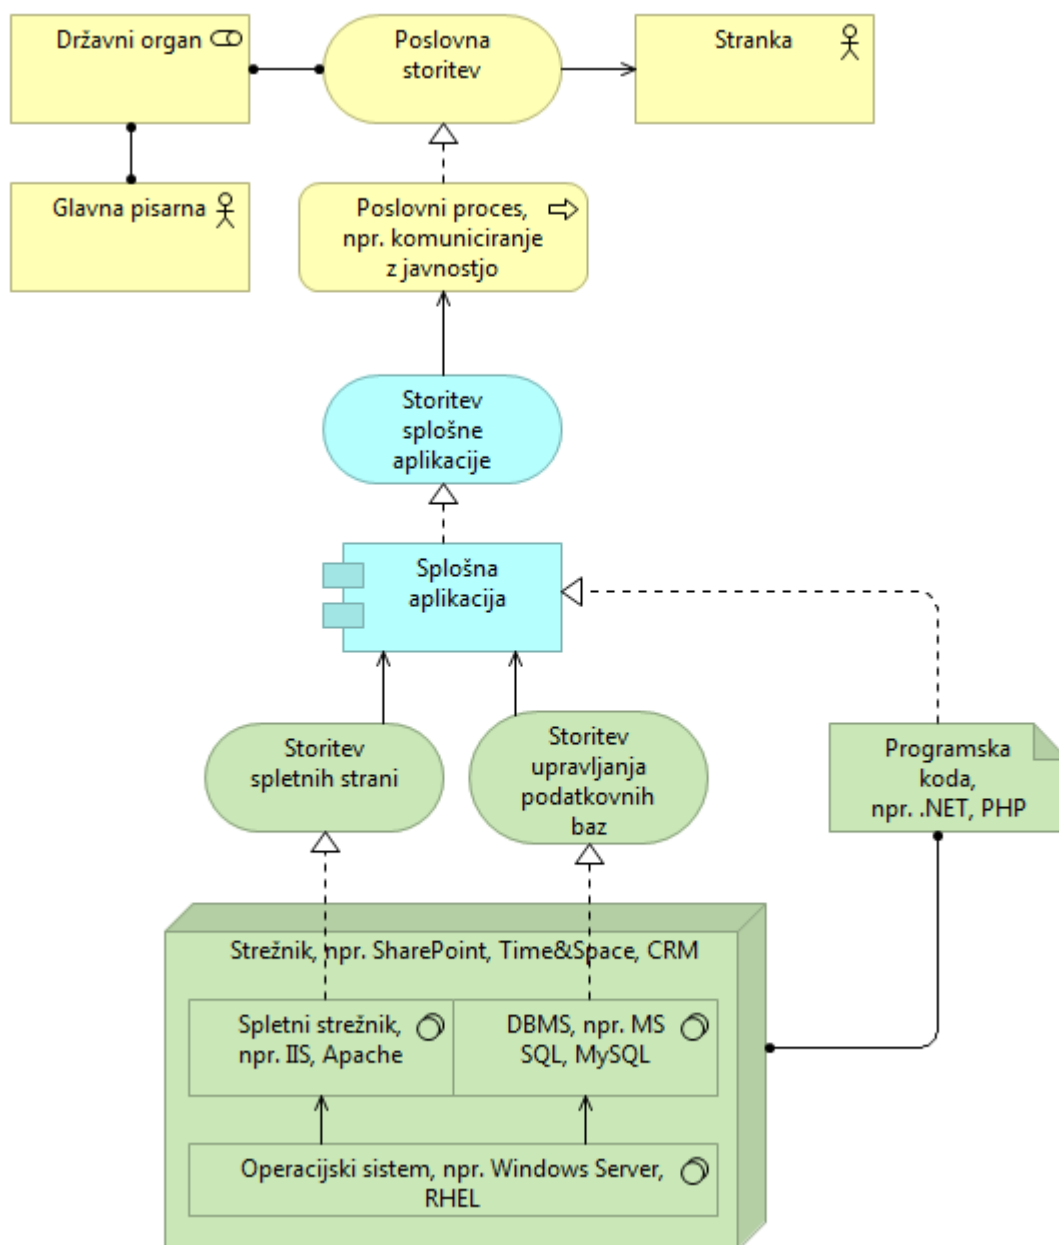 Državni organ
Poslovna
storitev
Stranka
Glavna pisarna
Poslovni proces,
npr. komuniciranje
z javnostjo
Storitev
splošne
aplikacije
Splošna
aplikacija
Storitev
spletnih strani
Storitev
upravljanja
podatkovnih
baz
Programska
koda,
npr. .NET, PHP
Strežnik, npr. SharePoint, Time&Space, CRM
Spletni strežnik,
npr. IIS, Apache
DBMS, npr. MS
SQL, MySQL
Operacijski sistem, npr. Windows Server,
RHEL